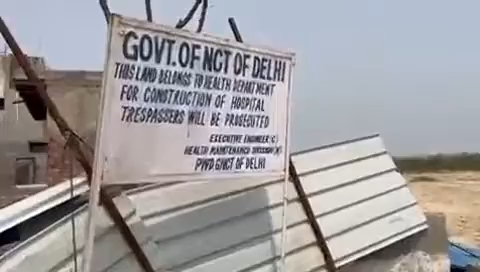 GOVT. OF NCT OF DELHI
THIS LAND BELONGS TO HEALTH DEPARTMENT
FOR CONSTRUCTION OF HOSPITAL
TRESPASSERS WILL BE PROSECUTED
EXECUTIVE ENGINEER (C)
HEALTH MAINTENANCE DIVISION
PWD GNCT OF DELHI